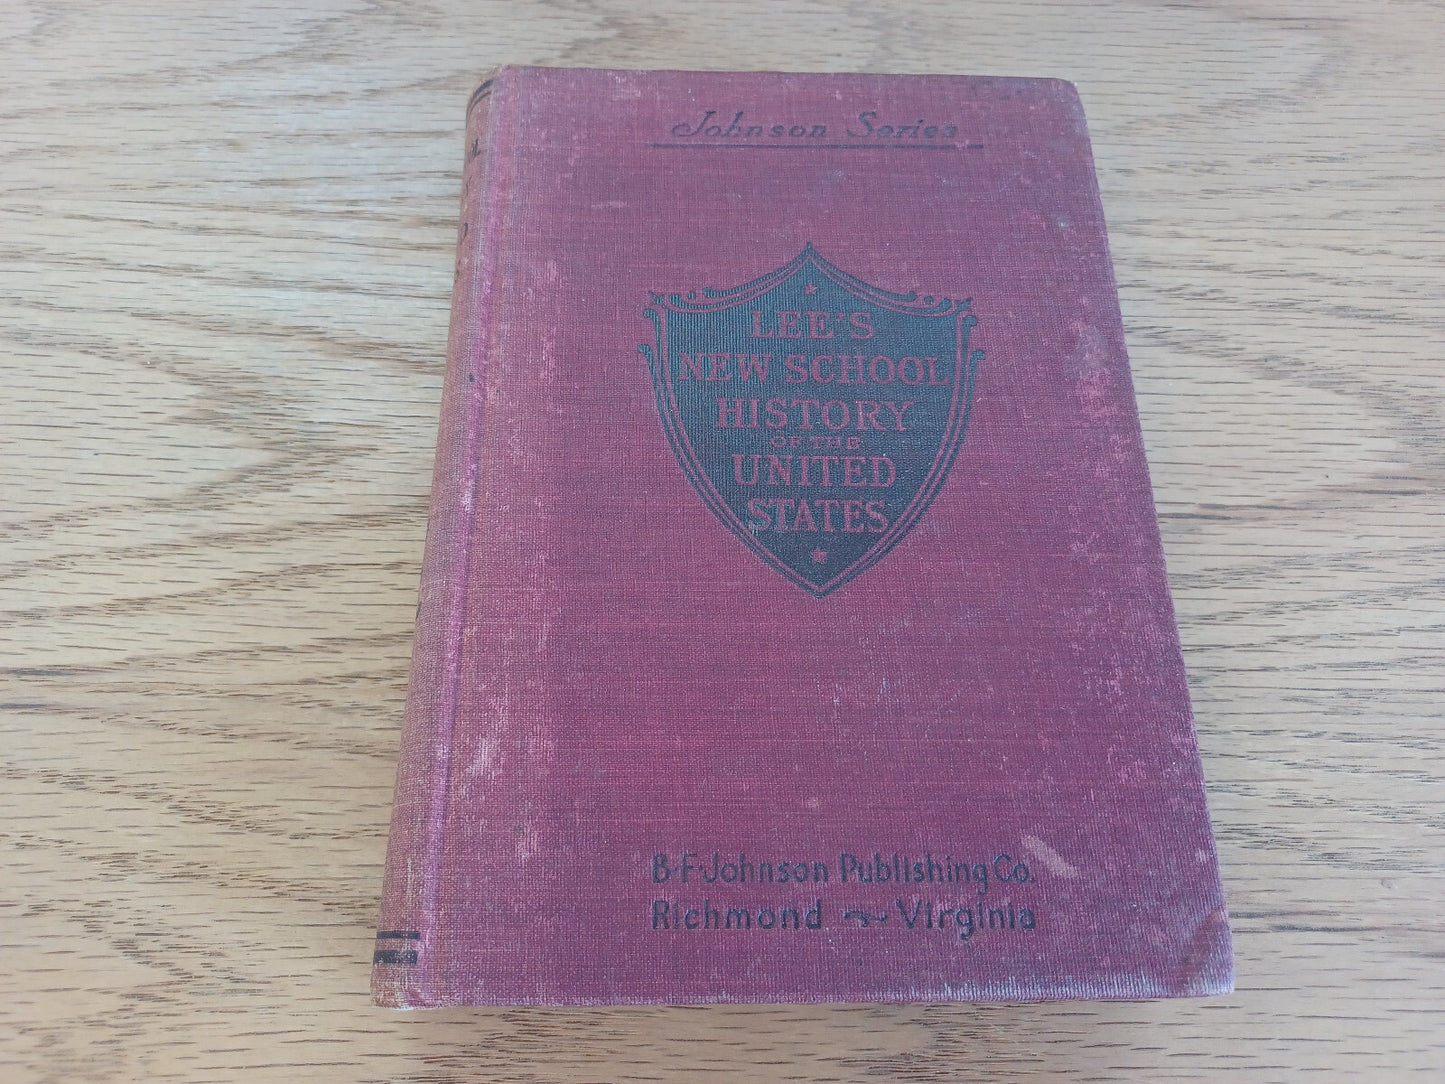 Johnson Series
LEE'S
NEW SCHOOL
HISTORY
OF THE
UNITED
STATES
B·F·Johnson Publishing Co.
Richmond ~ Virginia